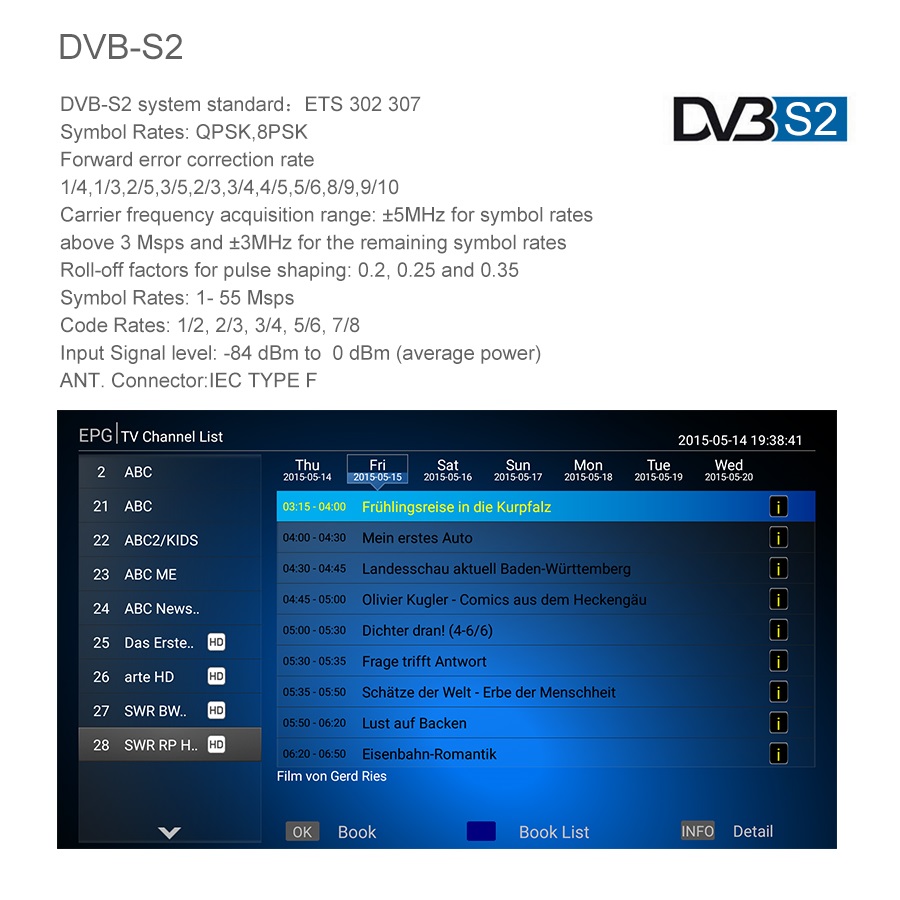 DVB-S2
DVB-S2 system standard：ETS 302 307
Symbol Rates: QPSK,8PSK
Forward error correction rate
1/4,1/3,2/5,3/5,2/3,3/4,4/5,5/6,8/9,9/10
Carrier frequency acquisition range: ±5MHz for symbol rates
above 3 Msps and ±3MHz for the remaining symbol rates
Roll-off factors for pulse shaping: 0.2, 0.25 and 0.35
Symbol Rates: 1- 55 Msps
Code Rates: 1/2, 2/3, 3/4, 5/6, 7/8
Input Signal level: -84 dBm to  0 dBm (average power)
ANT. Connector:IEC TYPE F
DVB S2
EPG TV Channel List
2015-05-14 19:38:41
2 ABC
21 ABC
22 ABC2/KIDS
23 ABC ME
24 ABC News..
25 Das Erste.. HD
26 arte HD HD
27 SWR BW.. HD
28 SWR RP H.. HD
Thu Fri Sat Sun Mon Tue Wed
2015-05-14 2015-05-15 2015-05-16 2015-05-17 2015-05-18 2015-05-19 2015-05-20
03:15 - 04:00 Frühlingsreise in die Kurpfalz i
04:00 - 04:30 Mein erstes Auto i
04:30 - 04:45 Landesschau aktuell Baden-Württemberg i
04:45 - 05:00 Olivier Kugler - Comics aus dem Heckengäu i
05:00 - 05:30 Dichter dran! (4-6/6) i
05:30 - 05:35 Frage trifft Antwort i
05:35 - 05:50 Schätze der Welt - Erbe der Menschheit i
05:50 - 06:20 Lust auf Backen i
06:20 - 06:50 Eisenbahn-Romantik i
Film von Gerd Ries
OK Book Book List INFO Detail